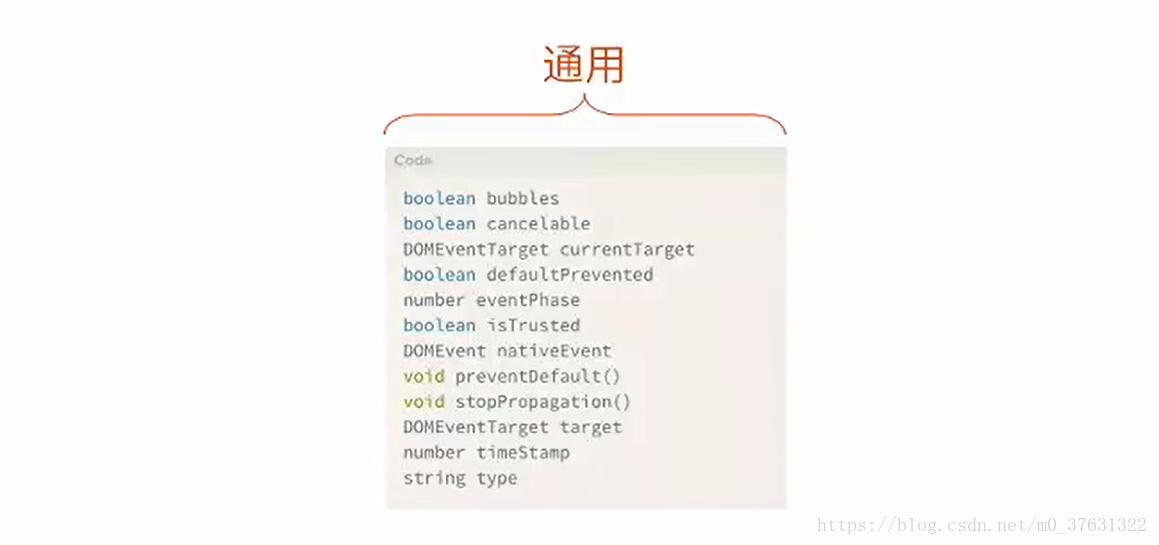 通用
Code
boolean bubbles
boolean cancelable
DOMEventTarget currentTarget
boolean defaultPrevented
number eventPhase
boolean isTrusted
DOMEvent nativeEvent
void preventDefault()
void stopPropagation()
DOMEventTarget target
number timeStamp
string type
https://blog.csdn.net/m0_37631322